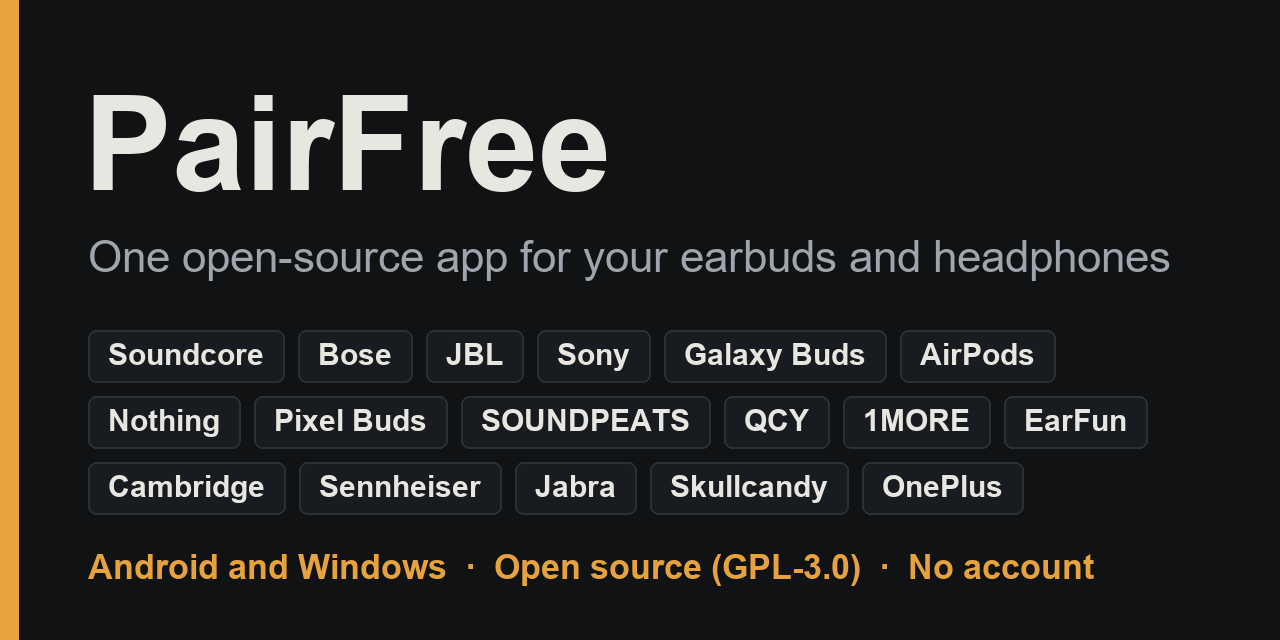 PairFree
One open-source app for your earbuds and headphones
Soundcore Bose JBL Sony Galaxy Buds AirPods
Nothing Pixel Buds SOUNDPEATS QCY 1MORE EarFun
Cambridge Sennheiser Jabra Skullcandy OnePlus
Android and Windows · Open source (GPL-3.0) · No account